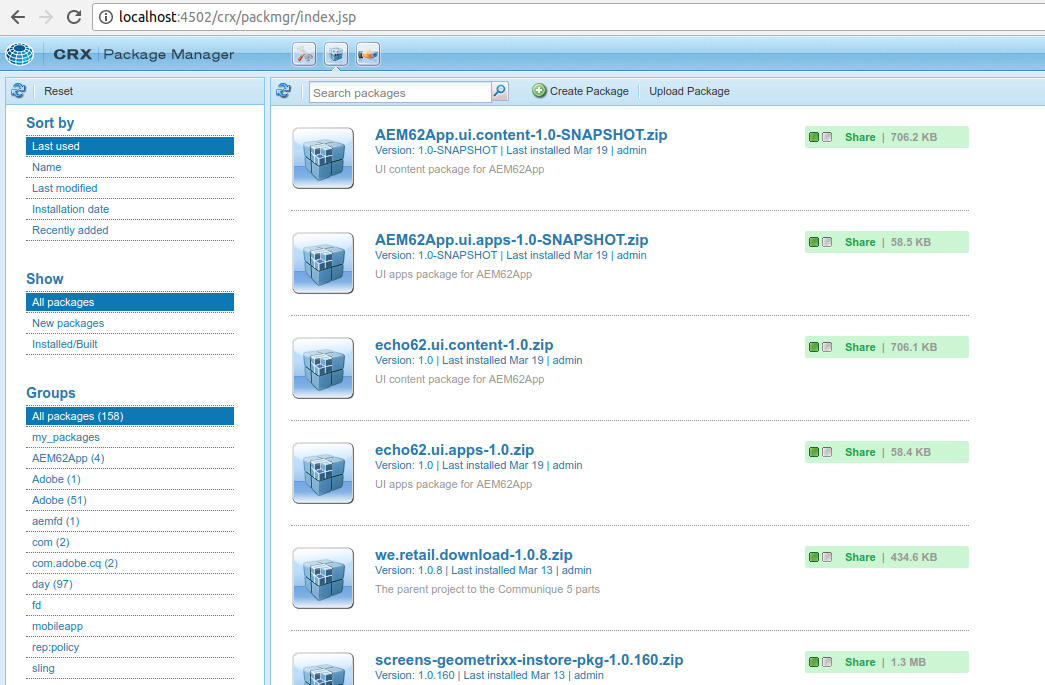 localhost:4502/crx/packmgr/index.jsp
CRX | Package Manager
Reset
Sort by
Last used
Name
Last modified
Installation date
Recently added
Show
All packages
New packages
Installed/Built
Groups
All packages (158)
my_packages
AEM62App (4)
Adobe (1)
Adobe (51)
aemfd (1)
com (2)
com.adobe.cq (2)
day (97)
fd
mobileapp
rep:policy
sling
Search packages
Create Package
Upload Package
AEM62App.ui.content-1.0-SNAPSHOT.zip
Version: 1.0-SNAPSHOT | Last installed Mar 19 | admin
UI content package for AEM62App
Share | 706.2 KB
AEM62App.ui.apps-1.0-SNAPSHOT.zip
Version: 1.0-SNAPSHOT | Last installed Mar 19 | admin
UI apps package for AEM62App
Share | 58.5 KB
echo62.ui.content-1.0.zip
Version: 1.0 | Last installed Mar 19 | admin
UI content package for AEM62App
Share | 706.1 KB
echo62.ui.apps-1.0.zip
Version: 1.0 | Last installed Mar 19 | admin
UI apps package for AEM62App
Share | 58.4 KB
we.retail.download-1.0.8.zip
Version: 1.0.8 | Last installed Mar 13 | admin
The parent project to the Communique 5 parts
Share | 434.6 KB
screens-geometrixx-instore-pkg-1.0.160.zip
Version: 1.0.160 | Last installed Mar 13 | admin
Share | 1.3 MB